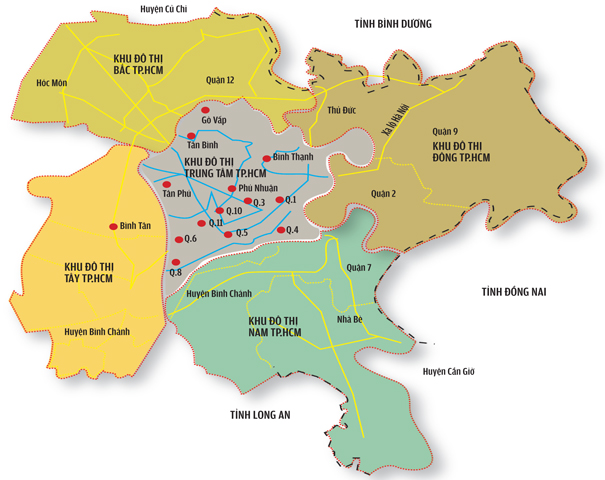 Huyện Củ Chi
TỈNH BÌNH DƯƠNG
KHU ĐÔ THỊ
BẮC TP.HCM
Hóc Môn
Quận 12
Thủ Đức
Xa lộ Hà Nội
Quận 9
KHU ĐÔ THỊ
ĐÔNG TP.HCM
Quận 2
Gò Vấp
Tân Bình
Bình Thạnh
KHU ĐÔ THỊ
TRUNG TÂM TP.HCM
Tân Phú
Phú Nhuận
Q.3
Q.1
Q.10
Q.11
Q.5
Q.4
Q.6
Q.8
Bình Tân
KHU ĐÔ THỊ
TÂY TP.HCM
Huyện Bình Chánh
Huyện Bình Chánh
Quận 7
KHU ĐÔ THỊ
NAM TP.HCM
Nhà Bè
TỈNH ĐỒNG NAI
Huyện Cần Giờ
TỈNH LONG AN